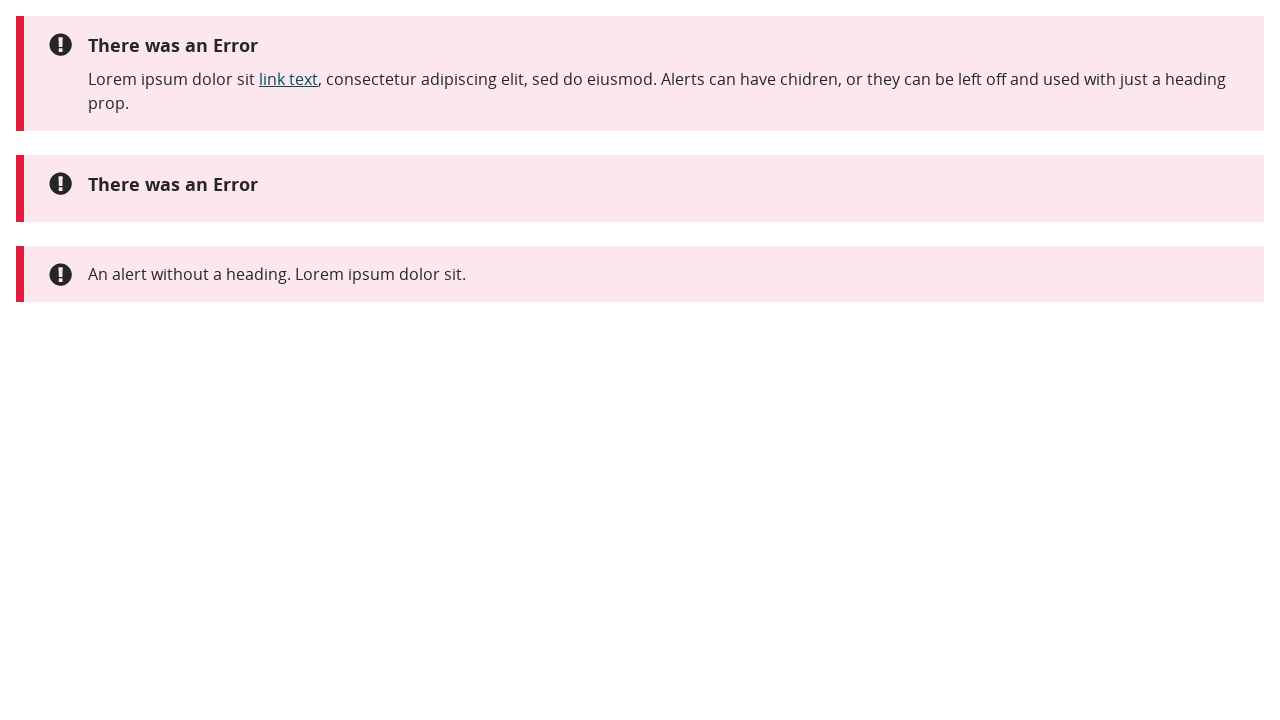 There was an Error
Lorem ipsum dolor sit link text, consectetur adipiscing elit, sed do eiusmod. Alerts can have chidren, or they can be left off and used with just a heading
prop.
There was an Error
An alert without a heading. Lorem ipsum dolor sit.